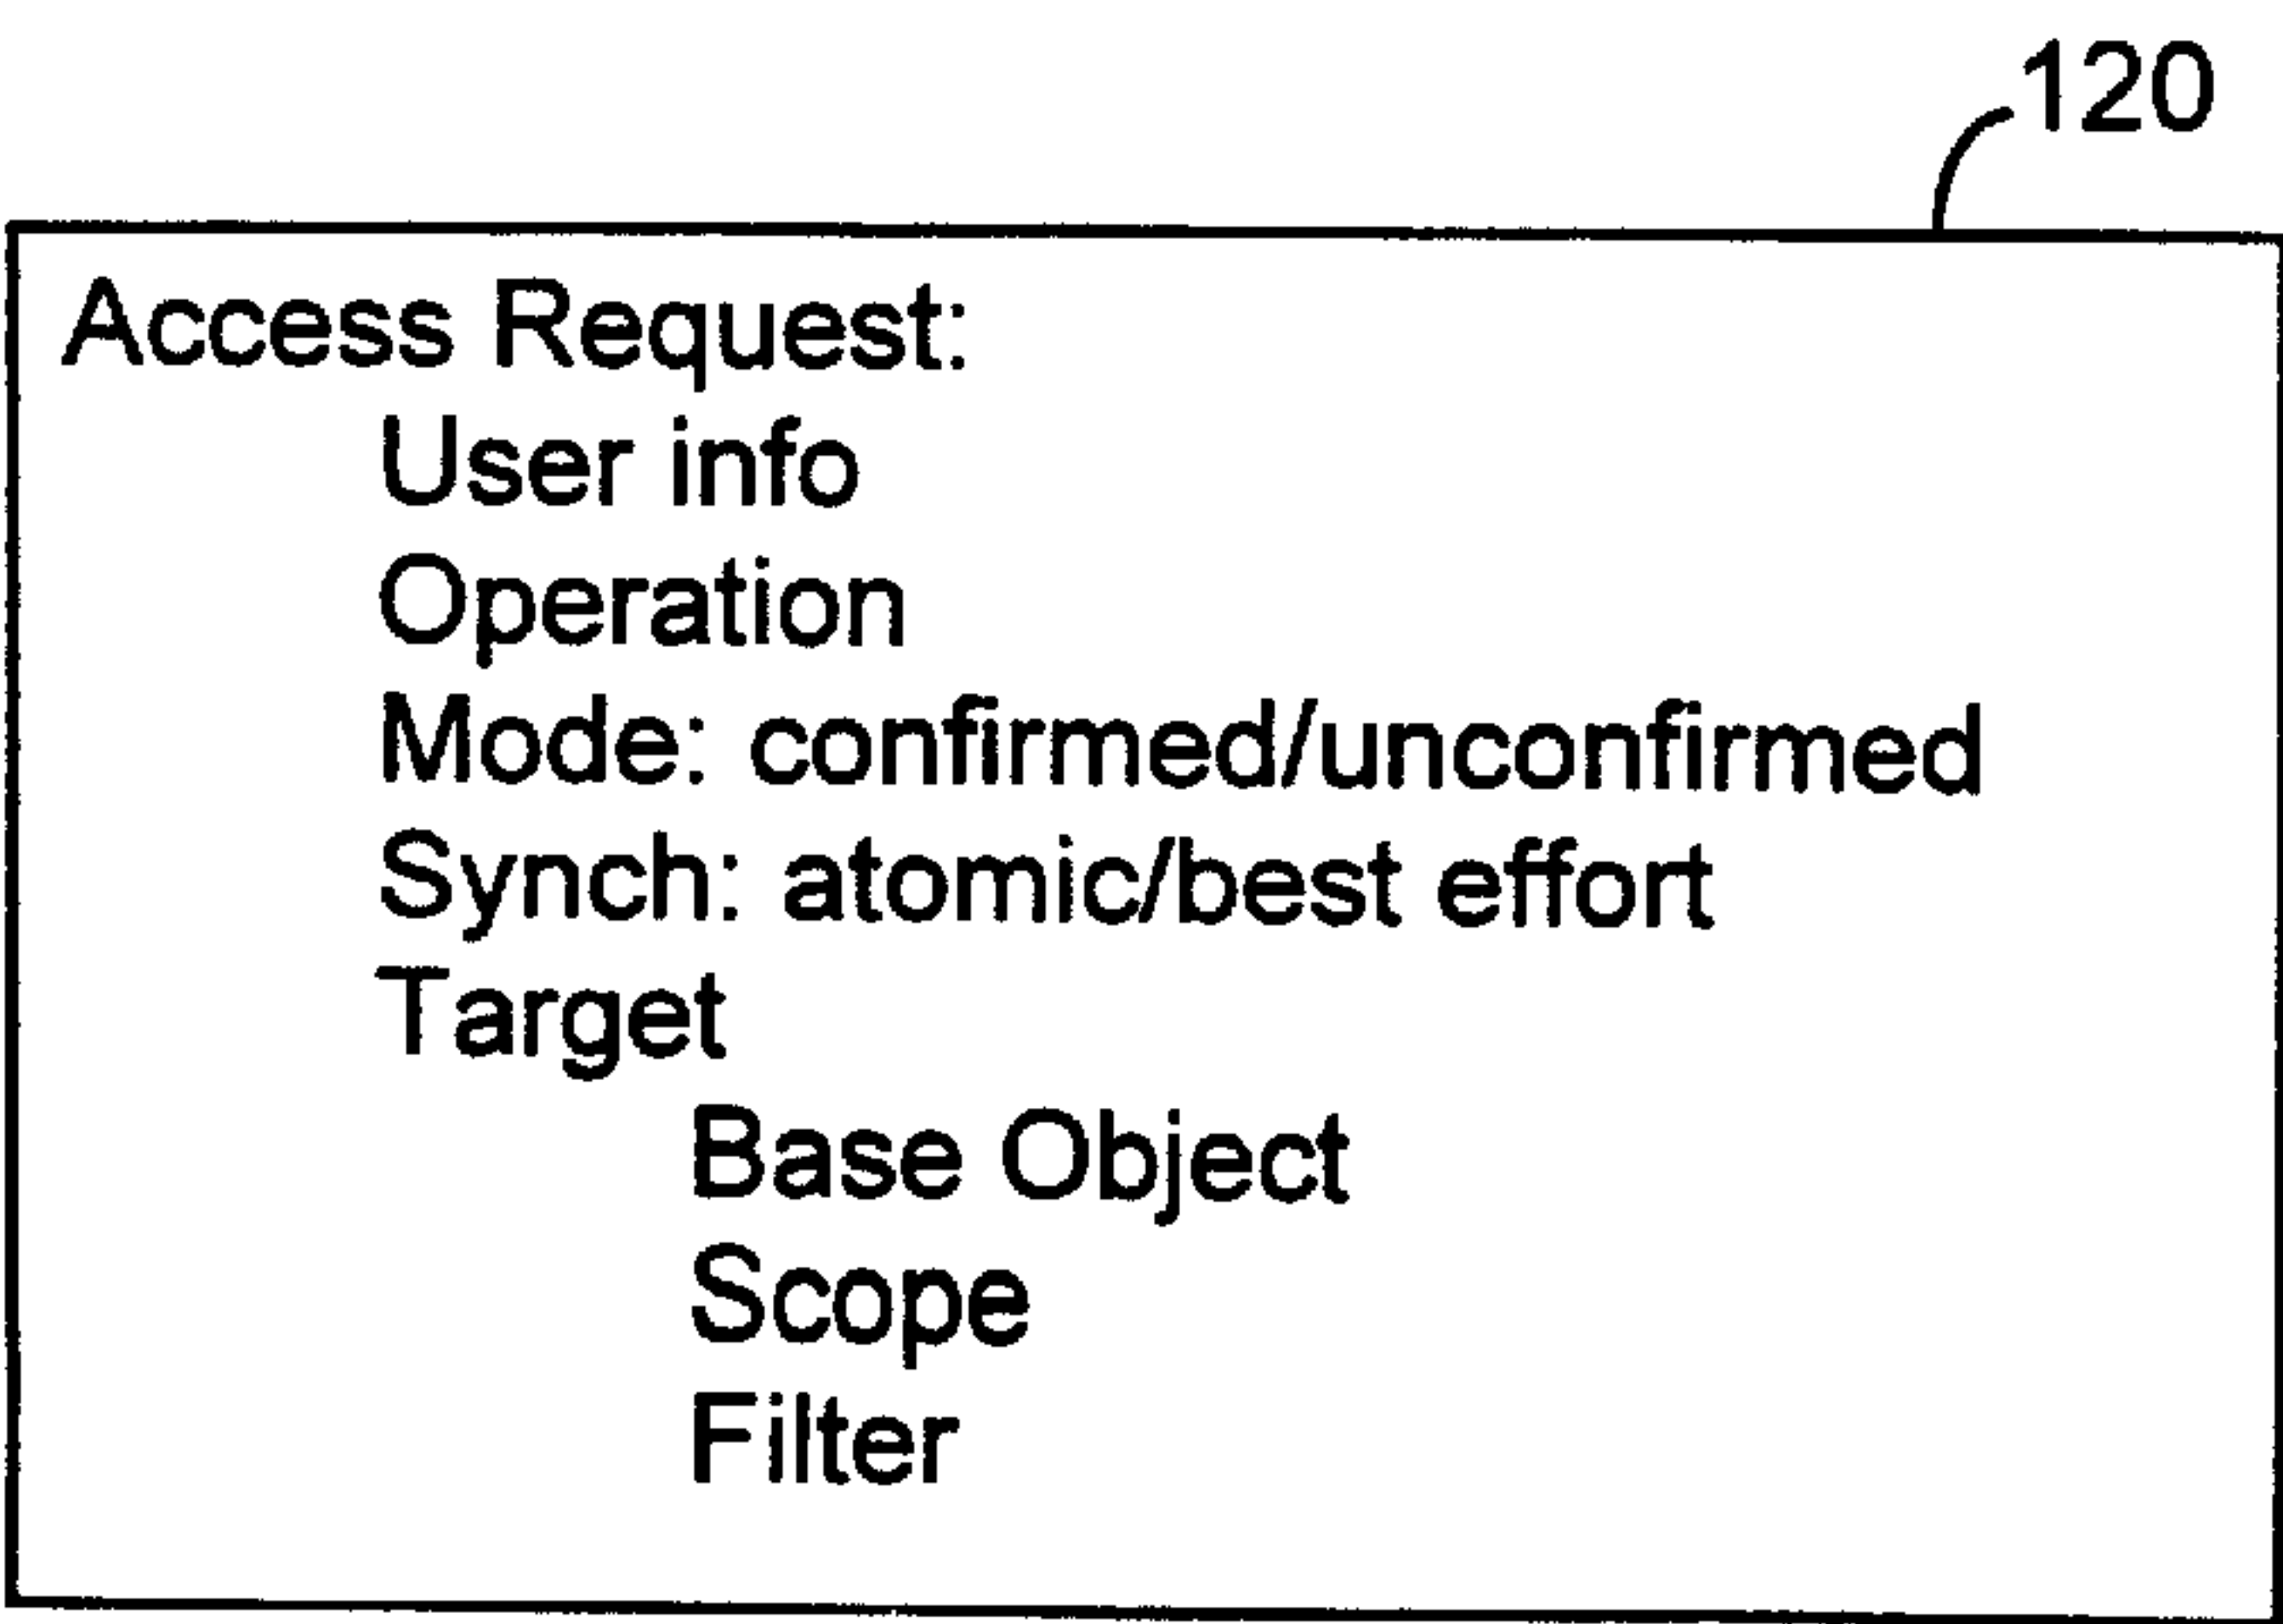 120
Access Request:
User info
Operation
Mode: confirmed/unconfirmed
Synch: atomic/best effort
Target
Base Object
Scope
Filter